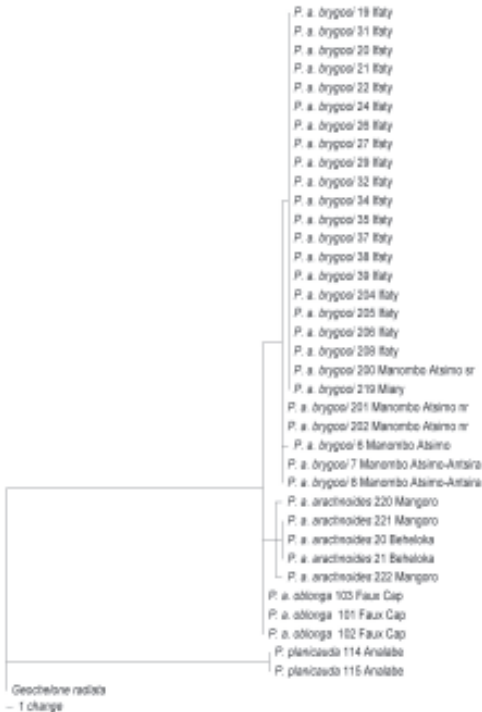 P. a. brygooi 19 Ifaty
P. a. brygooi 31 Ifaty
P. a. brygooi 20 Ifaty
P. a. brygooi 21 Ifaty
P. a. brygooi 22 Ifaty
P. a. brygooi 24 Ifaty
P. a. brygooi 26 Ifaty
P. a. brygooi 27 Ifaty
P. a. brygooi 29 Ifaty
P. a. brygooi 32 Ifaty
P. a. brygooi 34 Ifaty
P. a. brygooi 35 Ifaty
P. a. brygooi 37 Ifaty
P. a. brygooi 38 Ifaty
P. a. brygooi 39 Ifaty
P. a. brygooi 204 Ifaty
P. a. brygooi 205 Ifaty
P. a. brygooi 206 Ifaty
P. a. brygooi 208 Ifaty
P. a. brygooi 200 Manombo Atsimo sr
P. a. brygooi 219 Miary
P. a. brygooi 201 Manombo Atsimo nr
P. a. brygooi 202 Manombo Atsimo nr
P. a. brygooi 6 Manombo Atsimo
P. a. brygooi 7 Manombo Atsimo-Antsira
P. a. brygooi 8 Manombo Atsimo-Antsira
P. a. arachnoides 220 Mangoro
P. a. arachnoides 221 Mangoro
P. a. arachnoides 20 Beheloka
P. a. arachnoides 21 Beheloka
P. a. arachnoides 222 Mangoro
P. a. oblonga 103 Faux Cap
P. a. oblonga 101 Faux Cap
P. a. oblonga 102 Faux Cap
P. planicauda 114 Analabe
P. planicauda 115 Analabe
Geochelone radiata
– 1 change